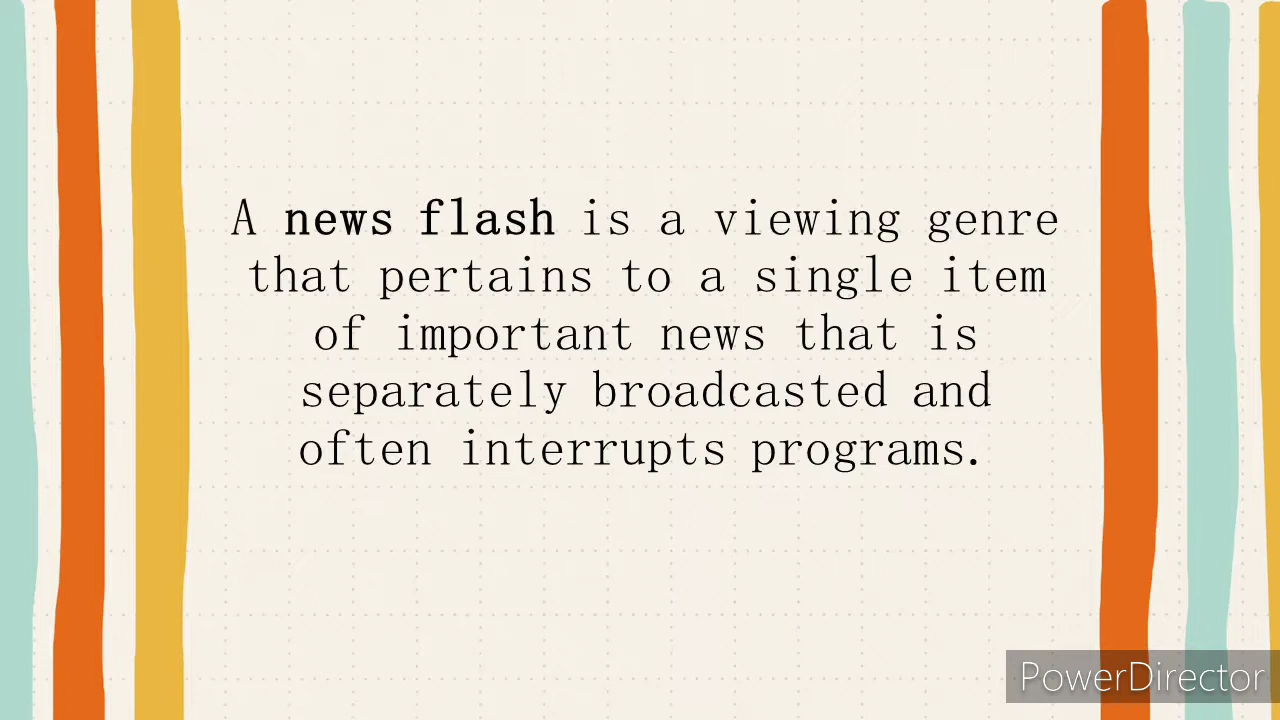 A news flash is a viewing genre
that pertains to a single item
of important news that is
separately broadcasted and
often interrupts programs.
PowerDirector